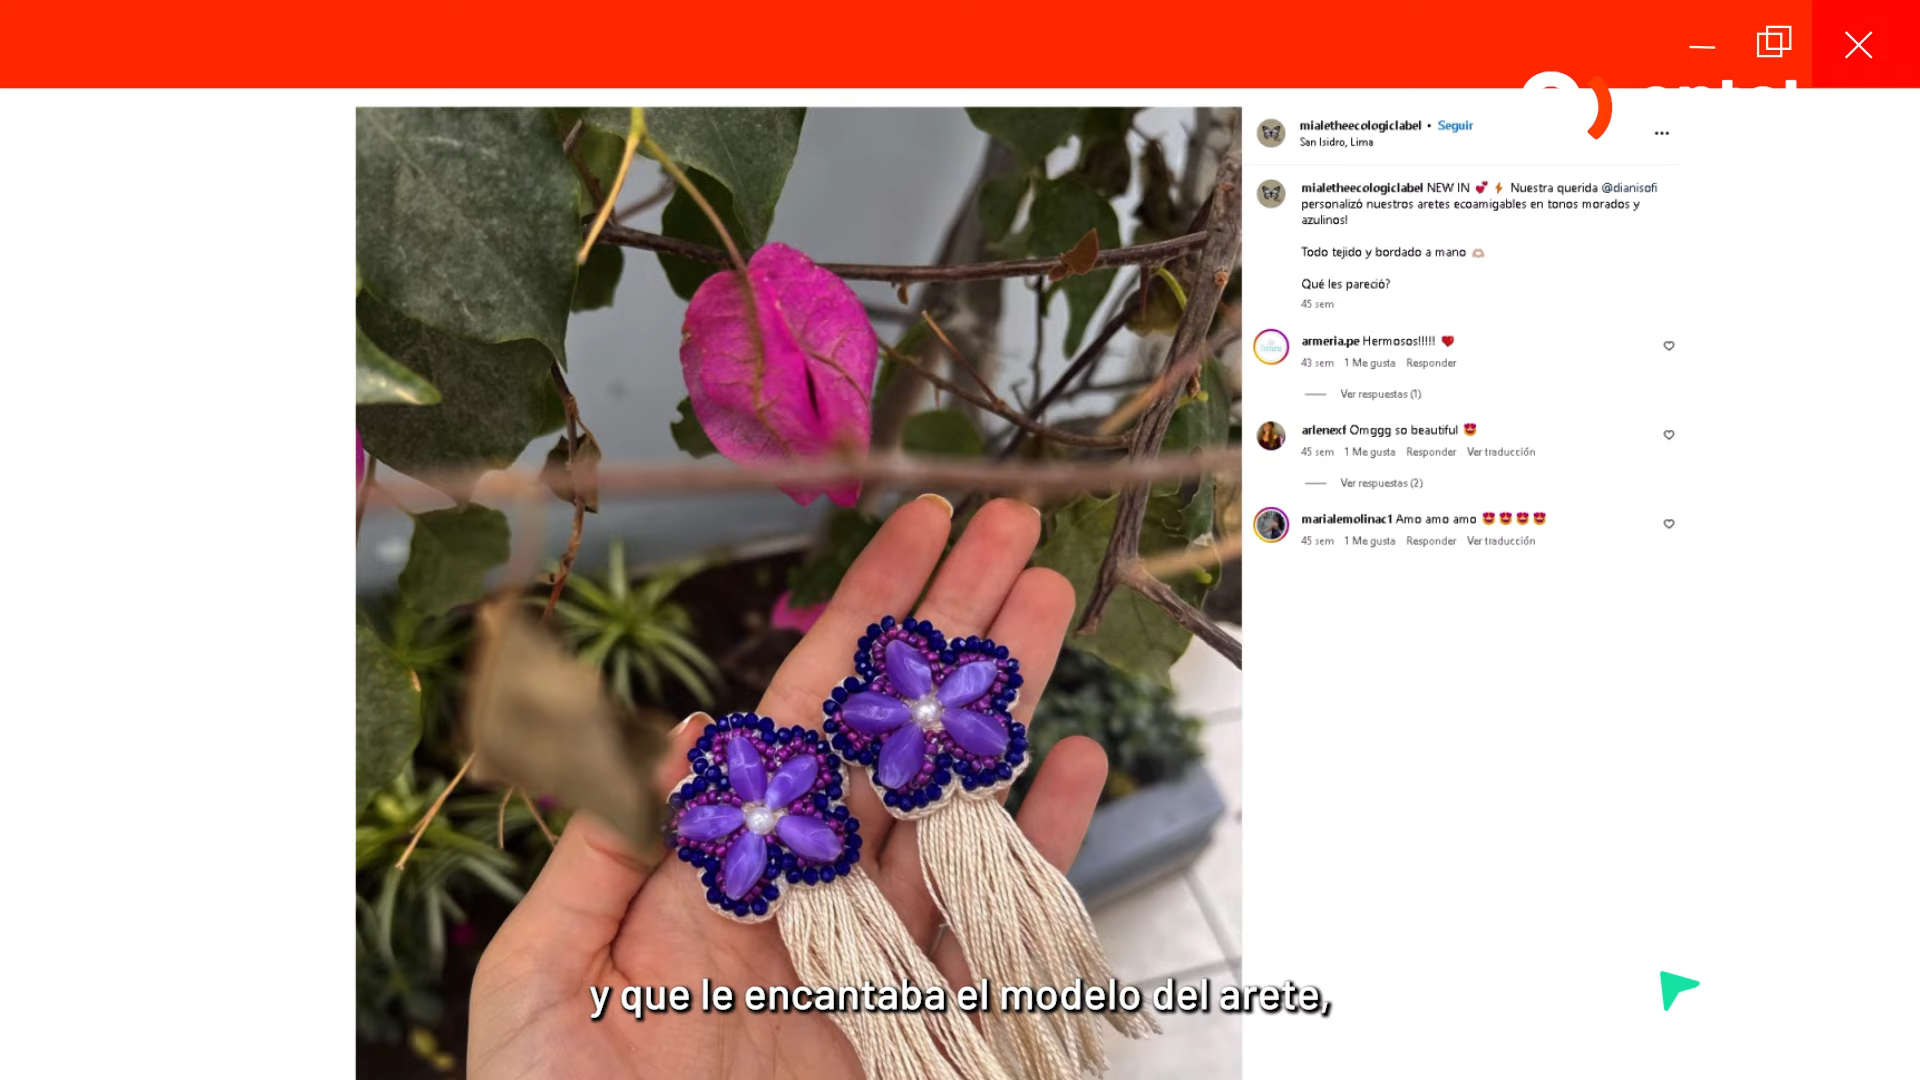 mialetheecologiclabel • Seguir
San Isidro, Lima
mialetheecologiclabel NEW IN 💕⚡ Nuestra querida @dianisofi
personalizó nuestros aretes ecoamigables en tonos morados y
azulinos!
Todo tejido y bordado a mano 🫶🏼
Qué les pareció?
45 sem
armeria.pe Hermosos!!!!! ❤️
43 sem 1 Me gusta Responder
Ver respuestas (1)
arlenexf Omggg so beautiful 😍
45 sem 1 Me gusta Responder Ver traducción
Ver respuestas (2)
marialemolinac1 Amo amo amo 😍😍😍😍
45 sem 1 Me gusta Responder Ver traducción
y que le encantaba el modelo del arete,